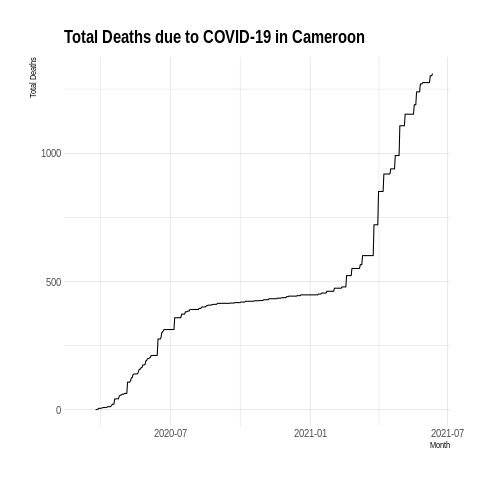 Total Deaths due to COVID-19 in Cameroon
Total Deaths
1000
500
0
2020-07
2021-01
2021-07
Month